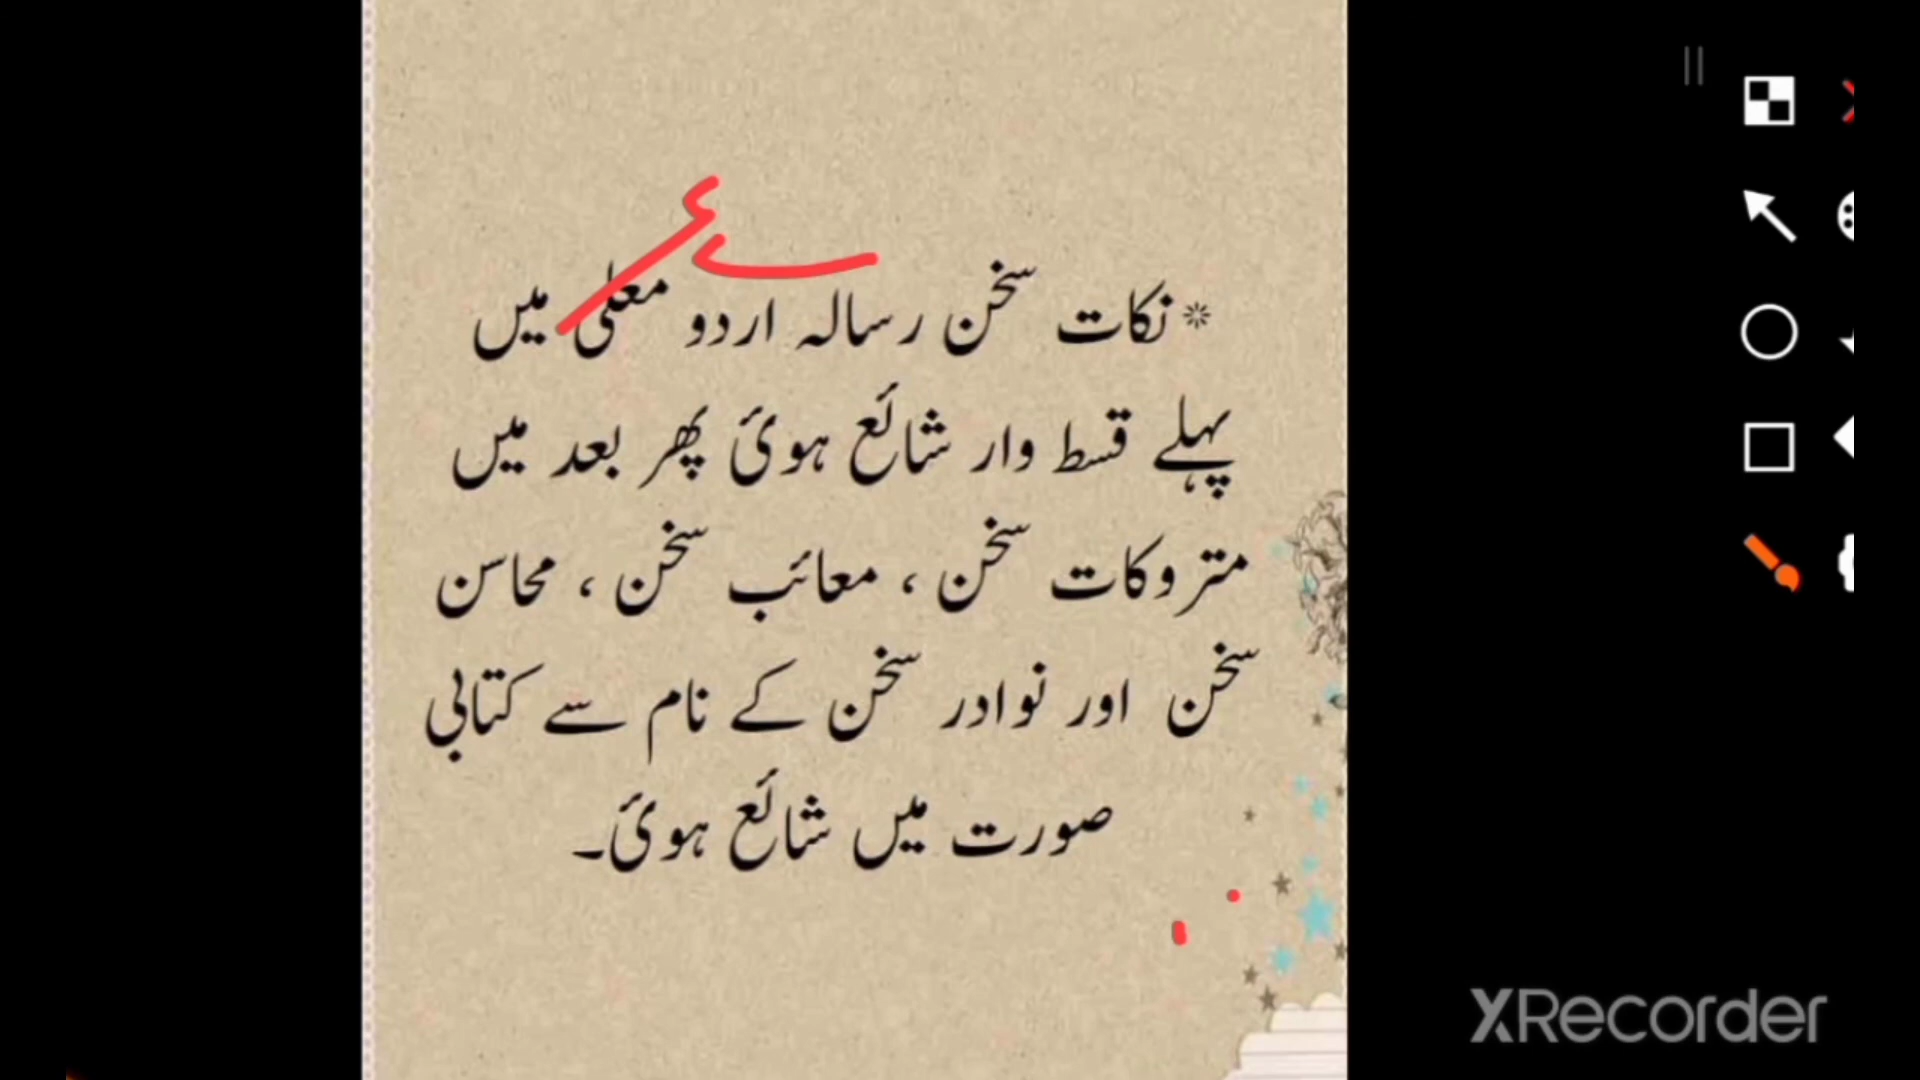 *نکات سخن رسالہ اردو معلی میں
پہلے قسط وار شائع ہوئ پھر بعد میں
متروکات سخن ، معائب سخن ، محاسن
سخن اور نوادر سخن کے نام سے کتابی
صورت میں شائع ہوئ۔
XRecorder